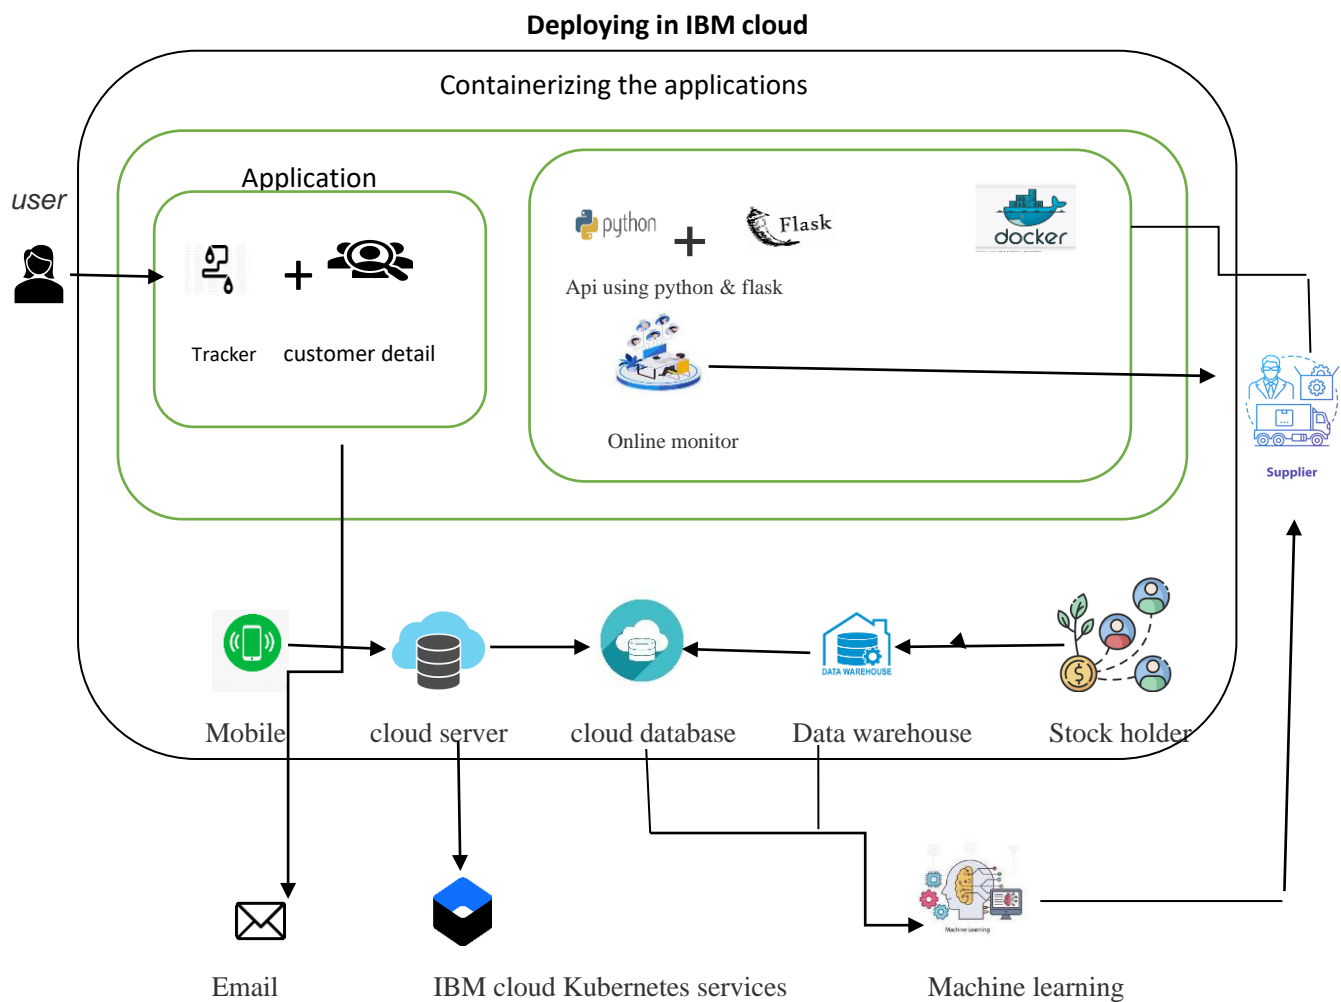 Deploying in IBM cloud
Containerizing the applications
Application
user
python
Flask
docker
Api using python & flask
Tracker
customer detail
Online monitor
Supplier
DATA WAREHOUSE
Mobile
cloud server
cloud database
Data warehouse
Stock holder
Machine Learning
Email
IBM cloud Kubernetes services
Machine learning